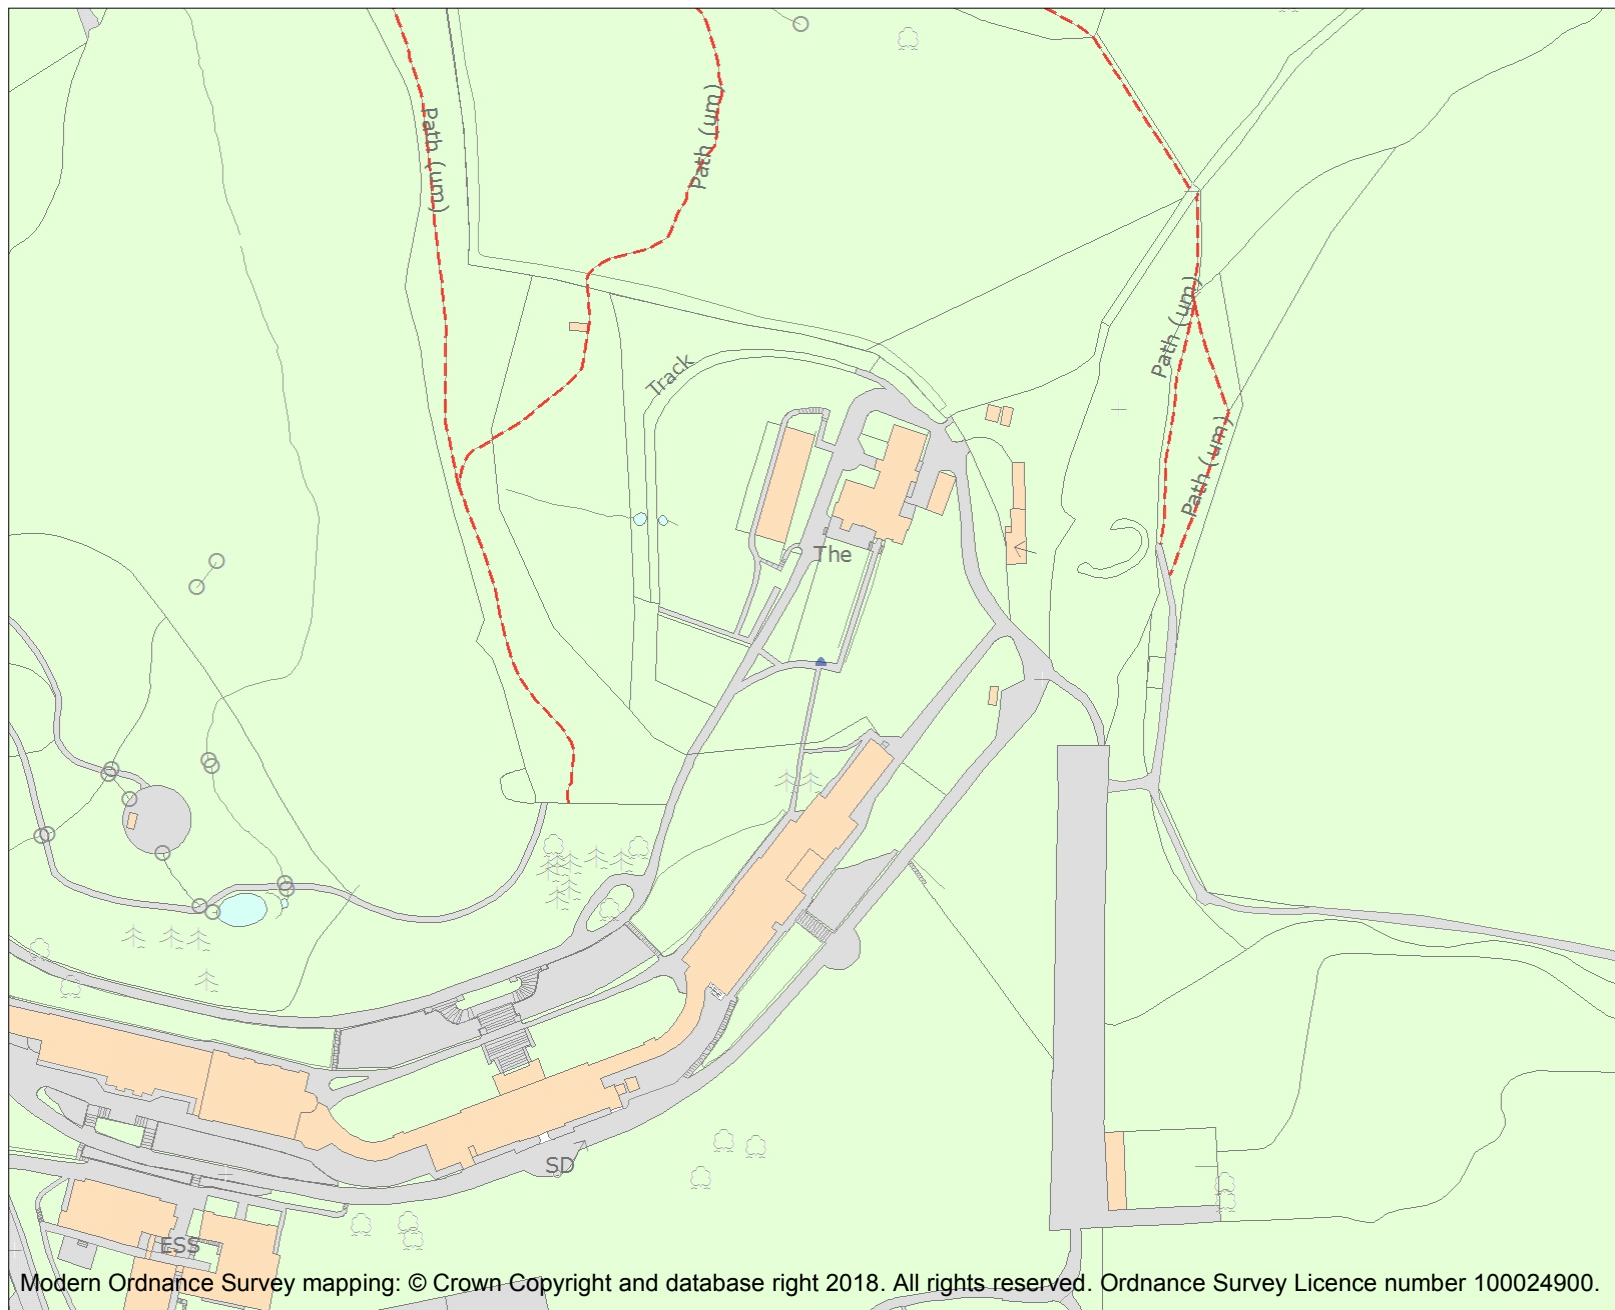 Path (um)
Path (um)
Path (um)
Track
Path (um)
The
SD
ESS
Modern Ordnance Survey mapping: © Crown Copyright and database right 2018. All rights reserved. Ordnance Survey Licence number 100024900.